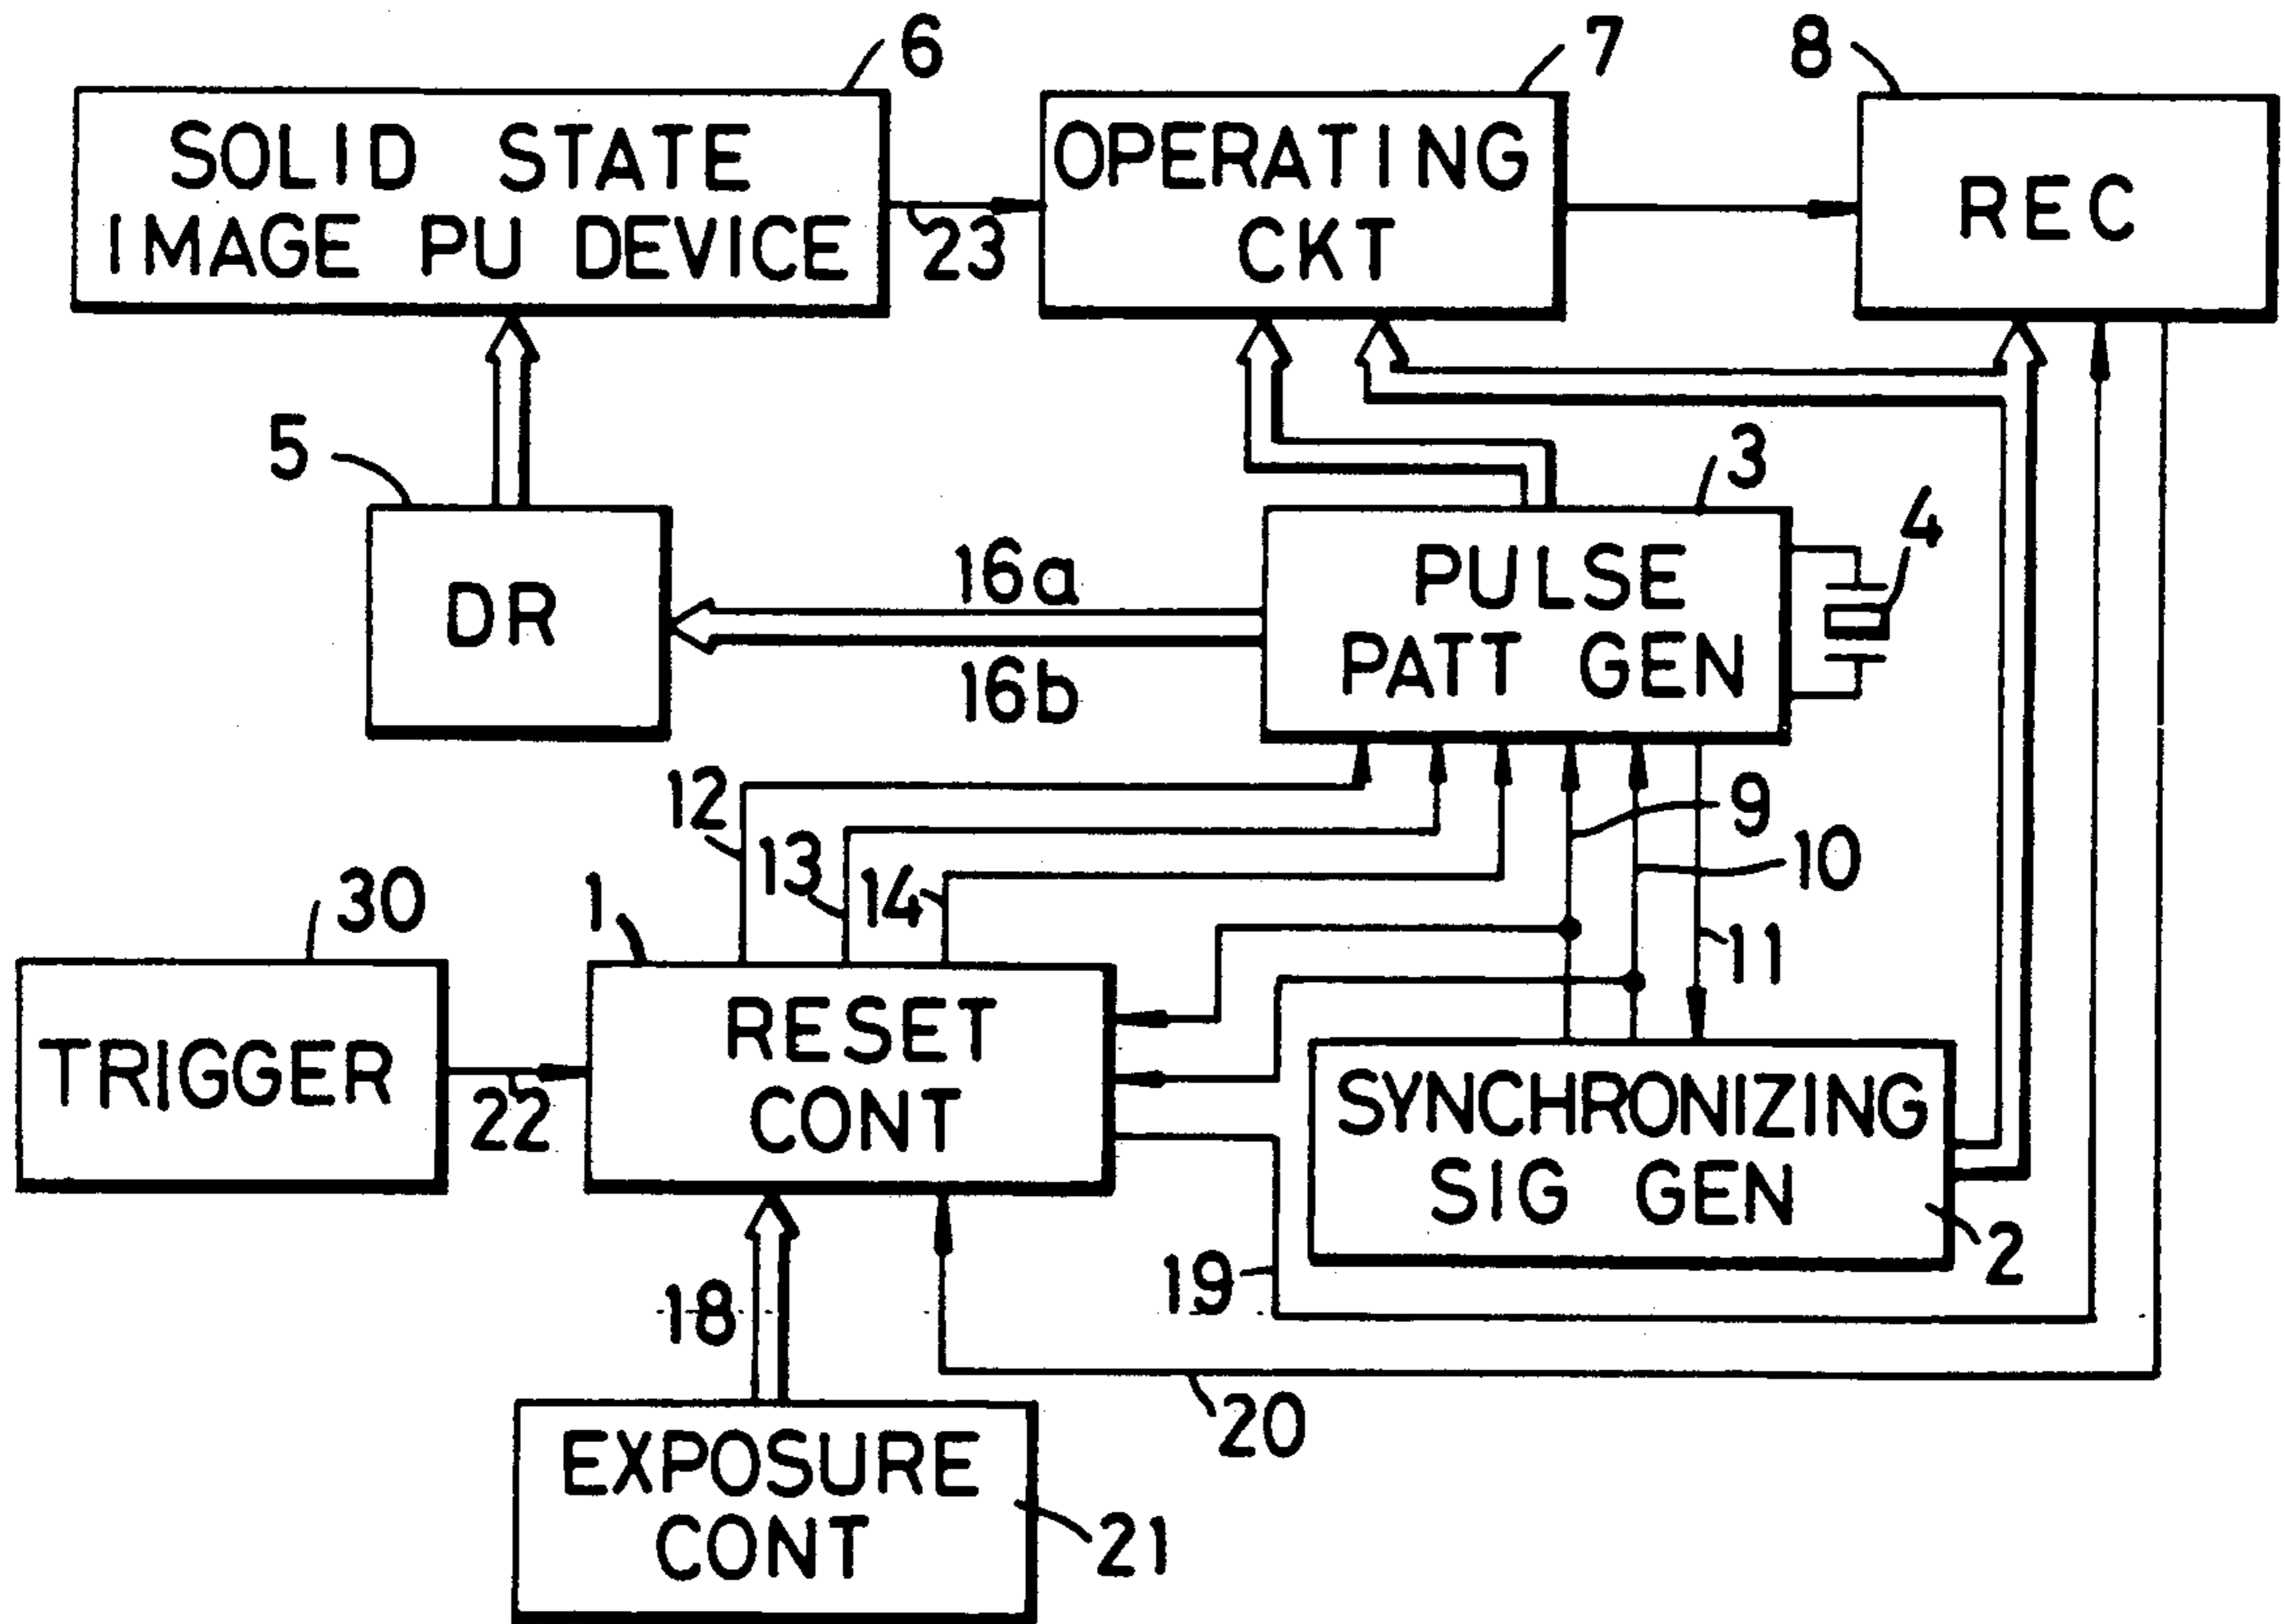 6
7
8
SOLID STATE
IMAGE PU DEVICE
OPERATING
CKT
REC
23
5
3
4
DR
16a
16b
PULSE
PATT GEN
12
13
14
9
10
11
30
1
TRIGGER
22
RESET
CONT
SYNCHRONIZING
SIG GEN
2
18
19
20
EXPOSURE
CONT
21